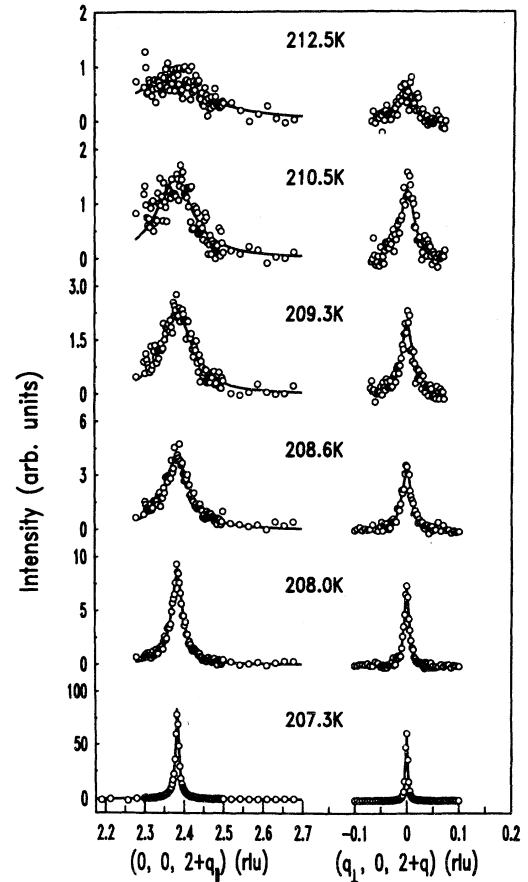 Intensity (arb. units)
2
1
0
212.5K
2
1
0
210.5K
3.0
1.5
0
209.3K
6
3
0
208.6K
10
5
0
208.0K
100
50
0
207.3K
2.2 2.3 2.4 2.5 2.6 2.7 -0.1 0 0.1 0.2
(0, 0, 2+q∥) (rlu) (q⊥, 0, 2+q) (rlu)